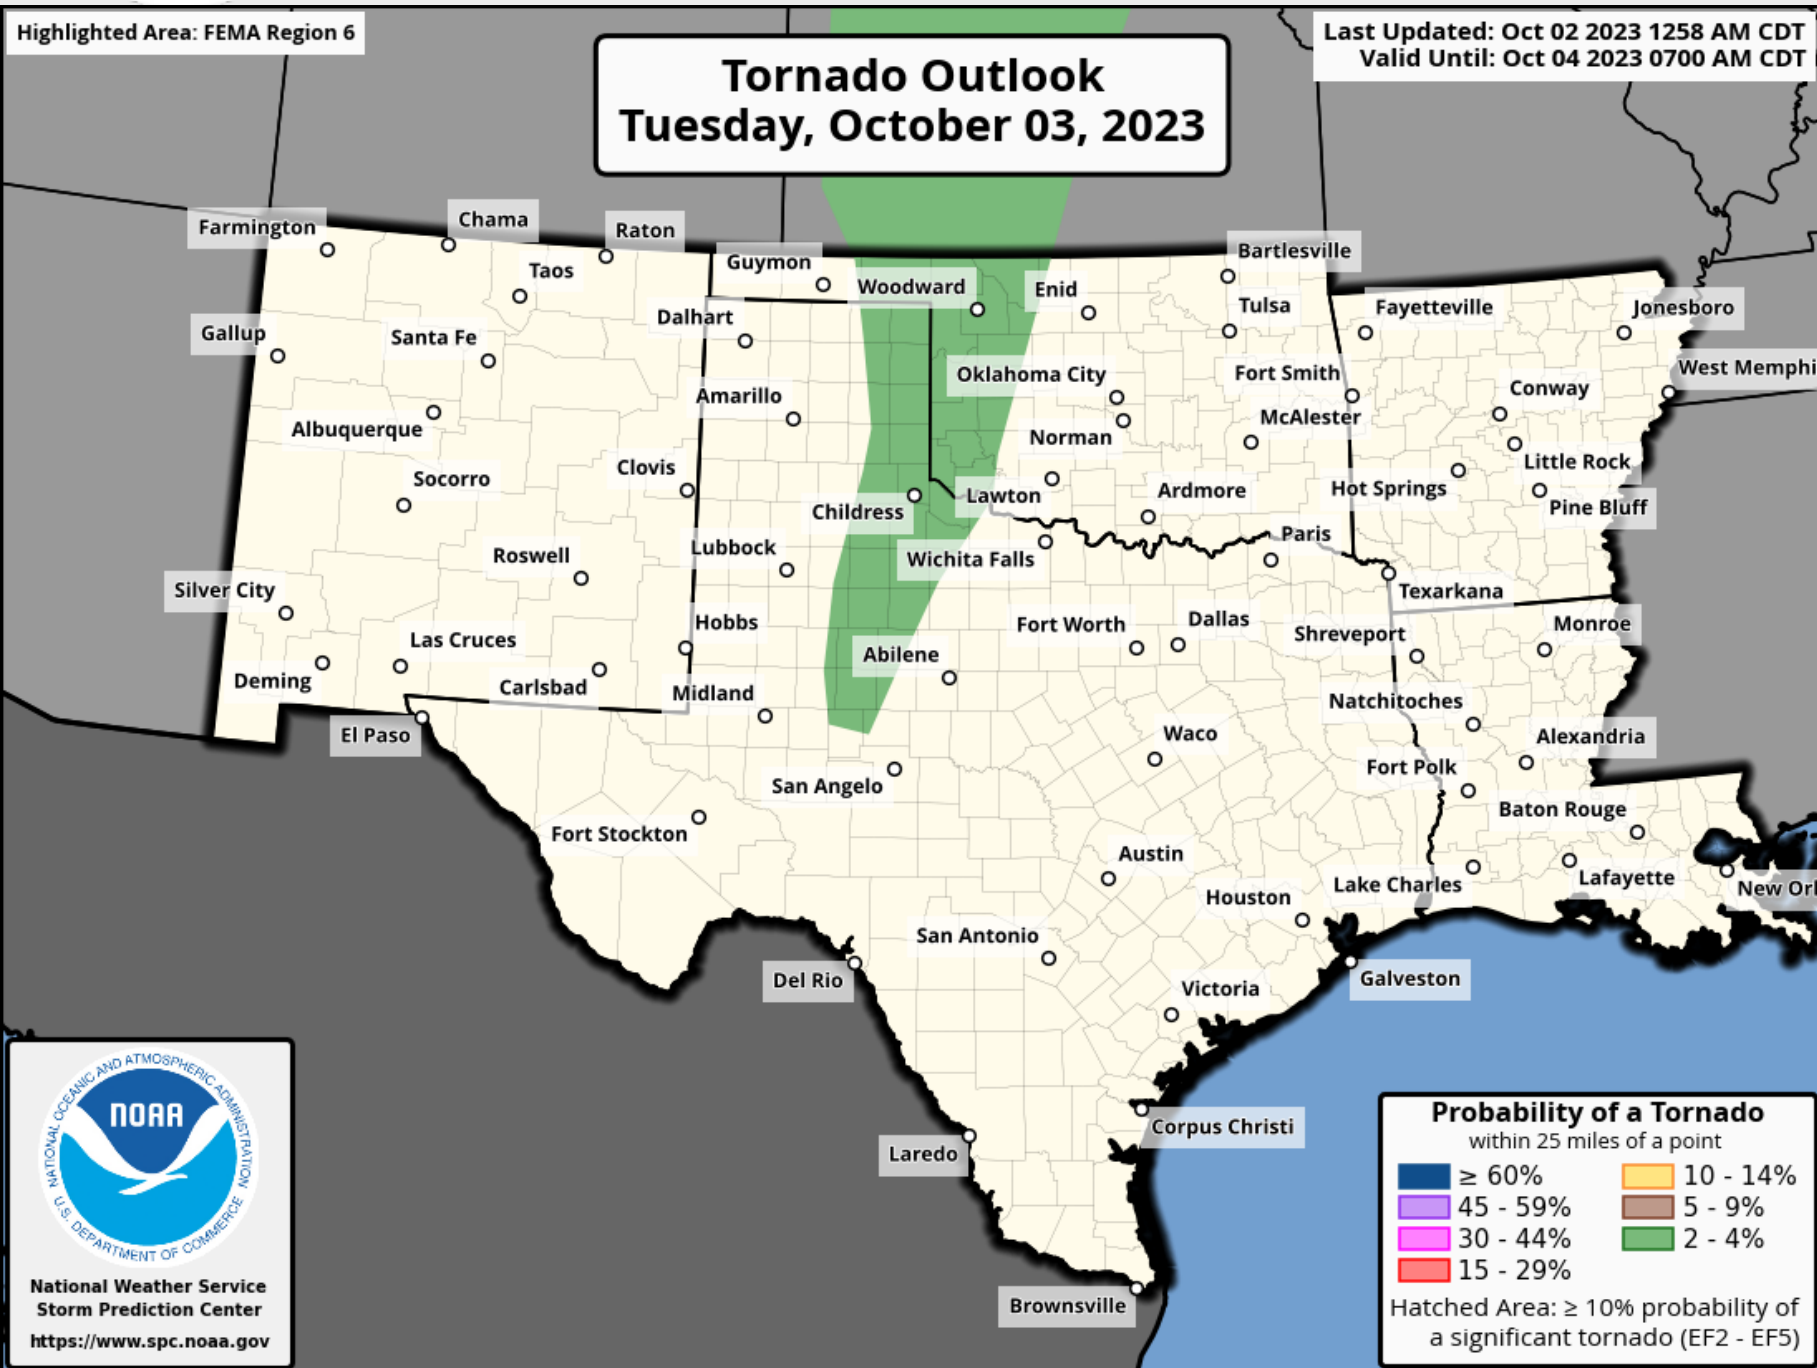 Highlighted Area: FEMA Region 6
Last Updated: Oct 02 2023 1258 AM CDT
Valid Until: Oct 04 2023 0700 AM CDT
Tornado Outlook
Tuesday, October 03, 2023
Farmington
Chama
Raton
Taos
Guymon
Woodward
Enid
Bartlesville
Tulsa
Fayetteville
Jonesboro
Gallup
Santa Fe
Dalhart
Oklahoma City
Fort Smith
West Memphi
Conway
Albuquerque
Amarillo
Norman
McAlester
Little Rock
Socorro
Clovis
Childress
Lawton
Ardmore
Hot Springs
Pine Bluff
Roswell
Lubbock
Wichita Falls
Paris
Texarkana
Silver City
Las Cruces
Hobbs
Abilene
Fort Worth
Dallas
Shreveport
Monroe
Deming
Carlsbad
Midland
Natchitoches
El Paso
San Angelo
Waco
Alexandria
Fort Polk
Fort Stockton
Baton Rouge
Austin
Houston
Lake Charles
Lafayette
New Orl
San Antonio
Del Rio
Victoria
Galveston
Laredo
Corpus Christi
Brownsville
NATIONAL OCEANIC AND ATMOSPHERIC ADMINISTRATION
NOAA
U.S. DEPARTMENT OF COMMERCE
National Weather Service
Storm Prediction Center
https://www.spc.noaa.gov
Probability of a Tornado
within 25 miles of a point
≥ 60%
45 - 59%
30 - 44%
15 - 29%
10 - 14%
5 - 9%
2 - 4%
Hatched Area: ≥ 10% probability of
a significant tornado (EF2 - EF5)